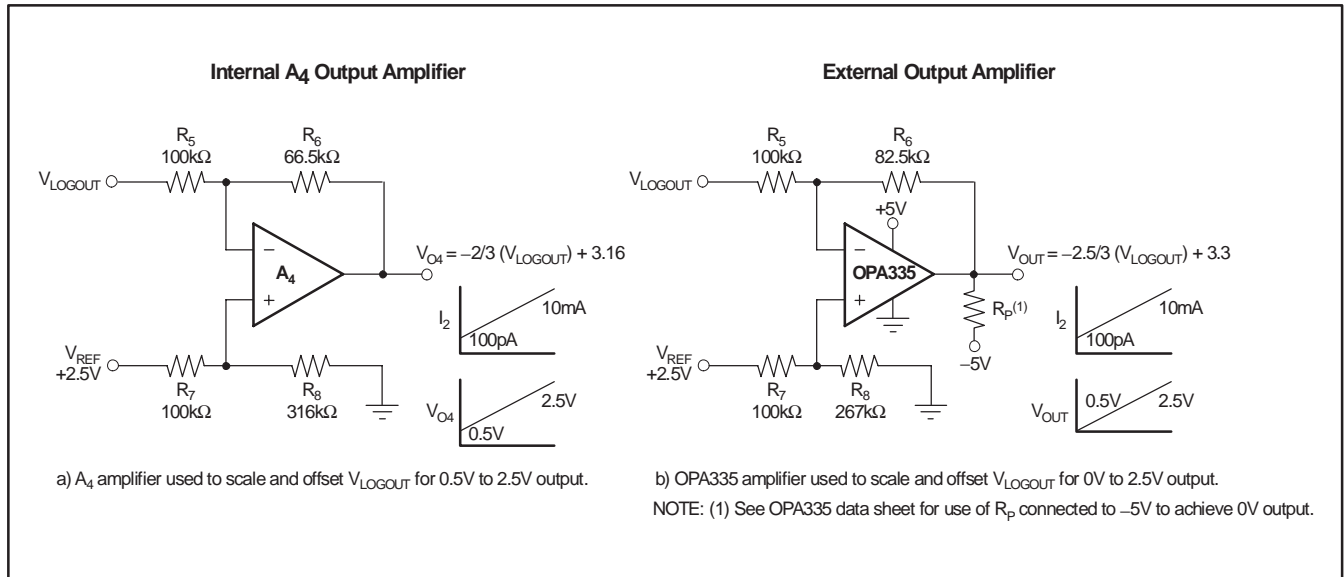 Internal A4 Output Amplifier
R5
100kΩ
R6
66.5kΩ
VLOGOUT
−
A4
+
VO4 = −2/3 (VLOGOUT) + 3.16
I2
10mA
100pA
VREF
+2.5V
R7
100kΩ
R8
316kΩ
VO4
2.5V
0.5V
a) A4 amplifier used to scale and offset VLOGOUT for 0.5V to 2.5V output.
External Output Amplifier
R5
100kΩ
R6
82.5kΩ
VLOGOUT
+5V
−
OPA335
+
VOUT = −2.5/3 (VLOGOUT) + 3.3
RP(1)
−5V
I2
10mA
100pA
VREF
+2.5V
R7
100kΩ
R8
267kΩ
VOUT
0.5V
2.5V
b) OPA335 amplifier used to scale and offset VLOGOUT for 0V to 2.5V output.
NOTE: (1) See OPA335 data sheet for use of RP connected to −5V to achieve 0V output.